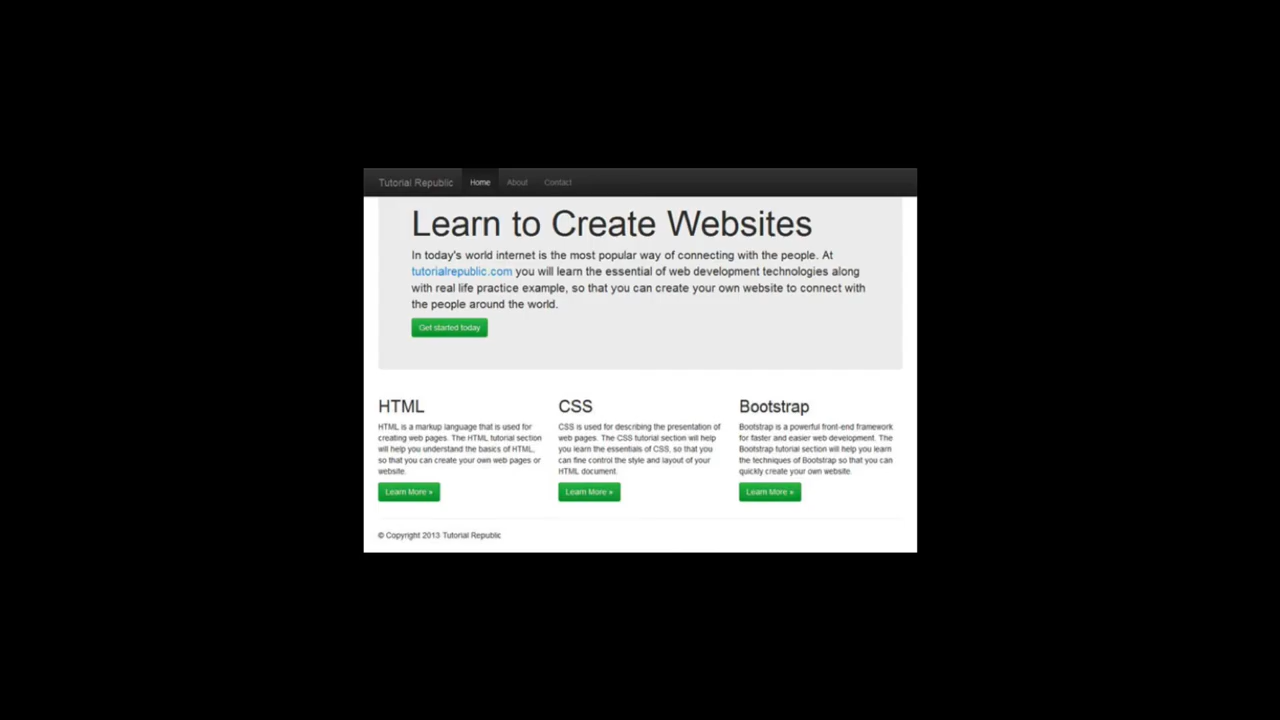 Tutorial Republic Home About Contact
Learn to Create Websites
In today's world internet is the most popular way of connecting with the people. At
tutorialrepublic.com you will learn the essential of web development technologies along
with real life practice example, so that you can create your own website to connect with
the people around the world.
Get started today
HTML
HTML is a markup language that is used for
creating web pages. The HTML tutorial section
will help you understand the basics of HTML,
so that you can create your own web pages or
website.
Learn More »
CSS
CSS is used for describing the presentation of
web pages. The CSS tutorial section will help
you learn the essentials of CSS, so that you
can fine control the style and layout of your
HTML document.
Learn More »
Bootstrap
Bootstrap is a powerful front-end framework
for faster and easier web development. The
Bootstrap tutorial section will help you learn
the techniques of Bootstrap so that you can
quickly create your own website.
Learn More »
© Copyright 2013 Tutorial Republic